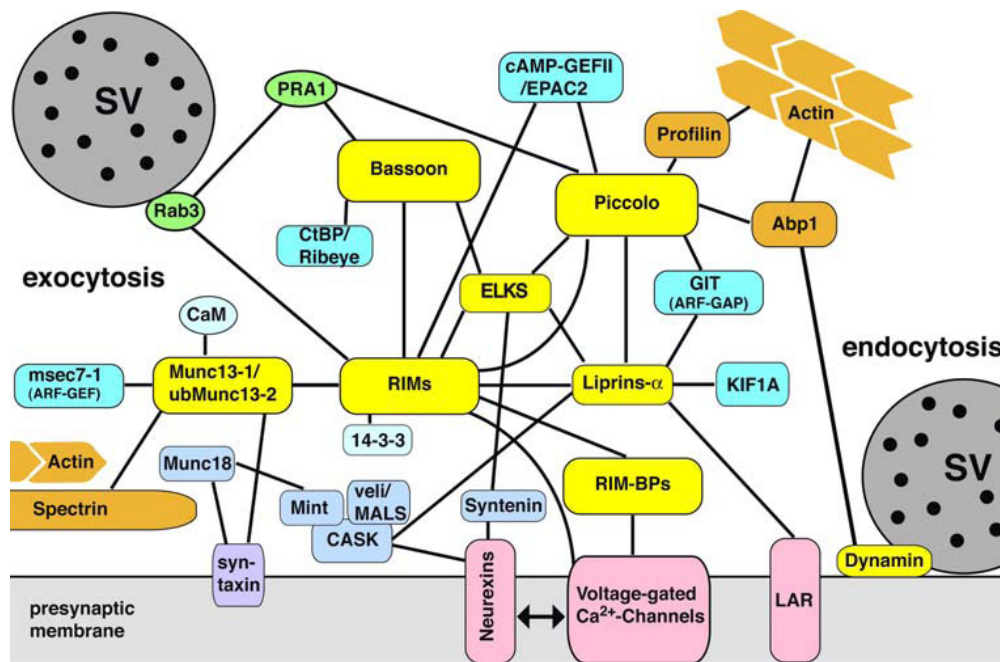 SV
PRA1
cAMP-GEFII
/EPAC2
Actin
Profilin
Bassoon
Piccolo
Rab3
Abp1
CtBP/
Ribeye
exocytosis
ELKS
GIT
(ARF-GAP)
CaM
endocytosis
msec7-1
(ARF-GEF)
Munc13-1/
ubMunc13-2
RIMs
Liprins-α
KIF1A
14-3-3
Actin
Munc18
SV
Spectrin
Mint
veli/
MALS
CASK
Syntenin
RIM-BPs
syn-
taxin
Dynamin
presynaptic
membrane
Neurexins
Voltage-gated
Ca²⁺-Channels
LAR